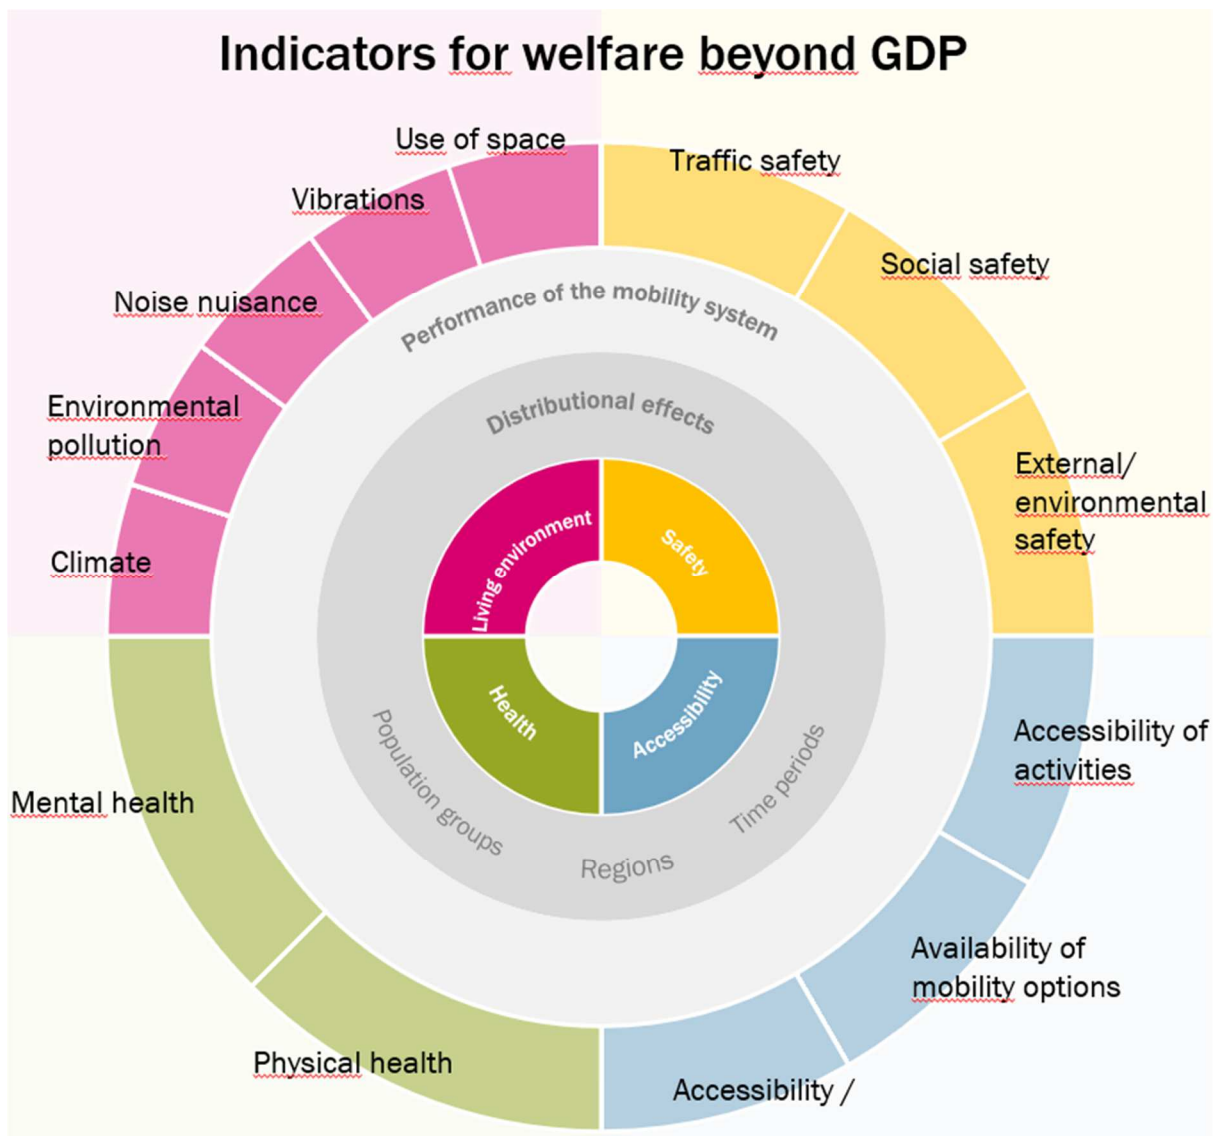 Indicators for welfare beyond GDP
Use of space
Traffic safety
Vibrations
Social safety
Noise nuisance
Performance of the mobility system
Environmental
pollution
Distributional effects
External/
environmental
safety
Climate
Living environment
Safety
Health
Accessibility
Population groups
Regions
Time periods
Accessibility of
activities
Mental health
Availability of
mobility options
Physical health
Accessibility /